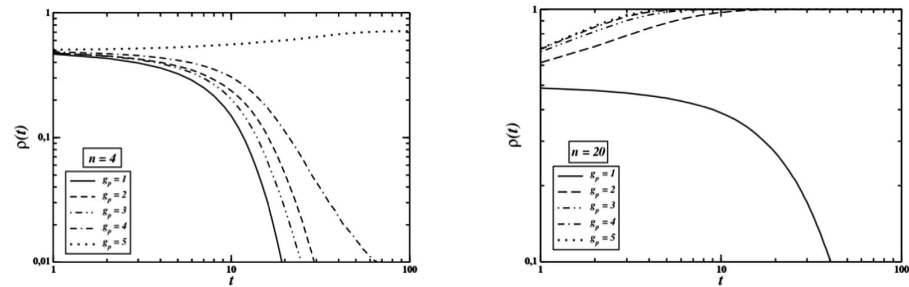 1
ρ(t)
0,1
n = 4
g_p = 1
g_p = 2
g_p = 3
g_p = 4
g_p = 5
0,01
1 10 100
t
1
ρ(t)
n = 20
g_p = 1
g_p = 2
g_p = 3
g_p = 4
g_p = 5
0,1
1 10 100
t